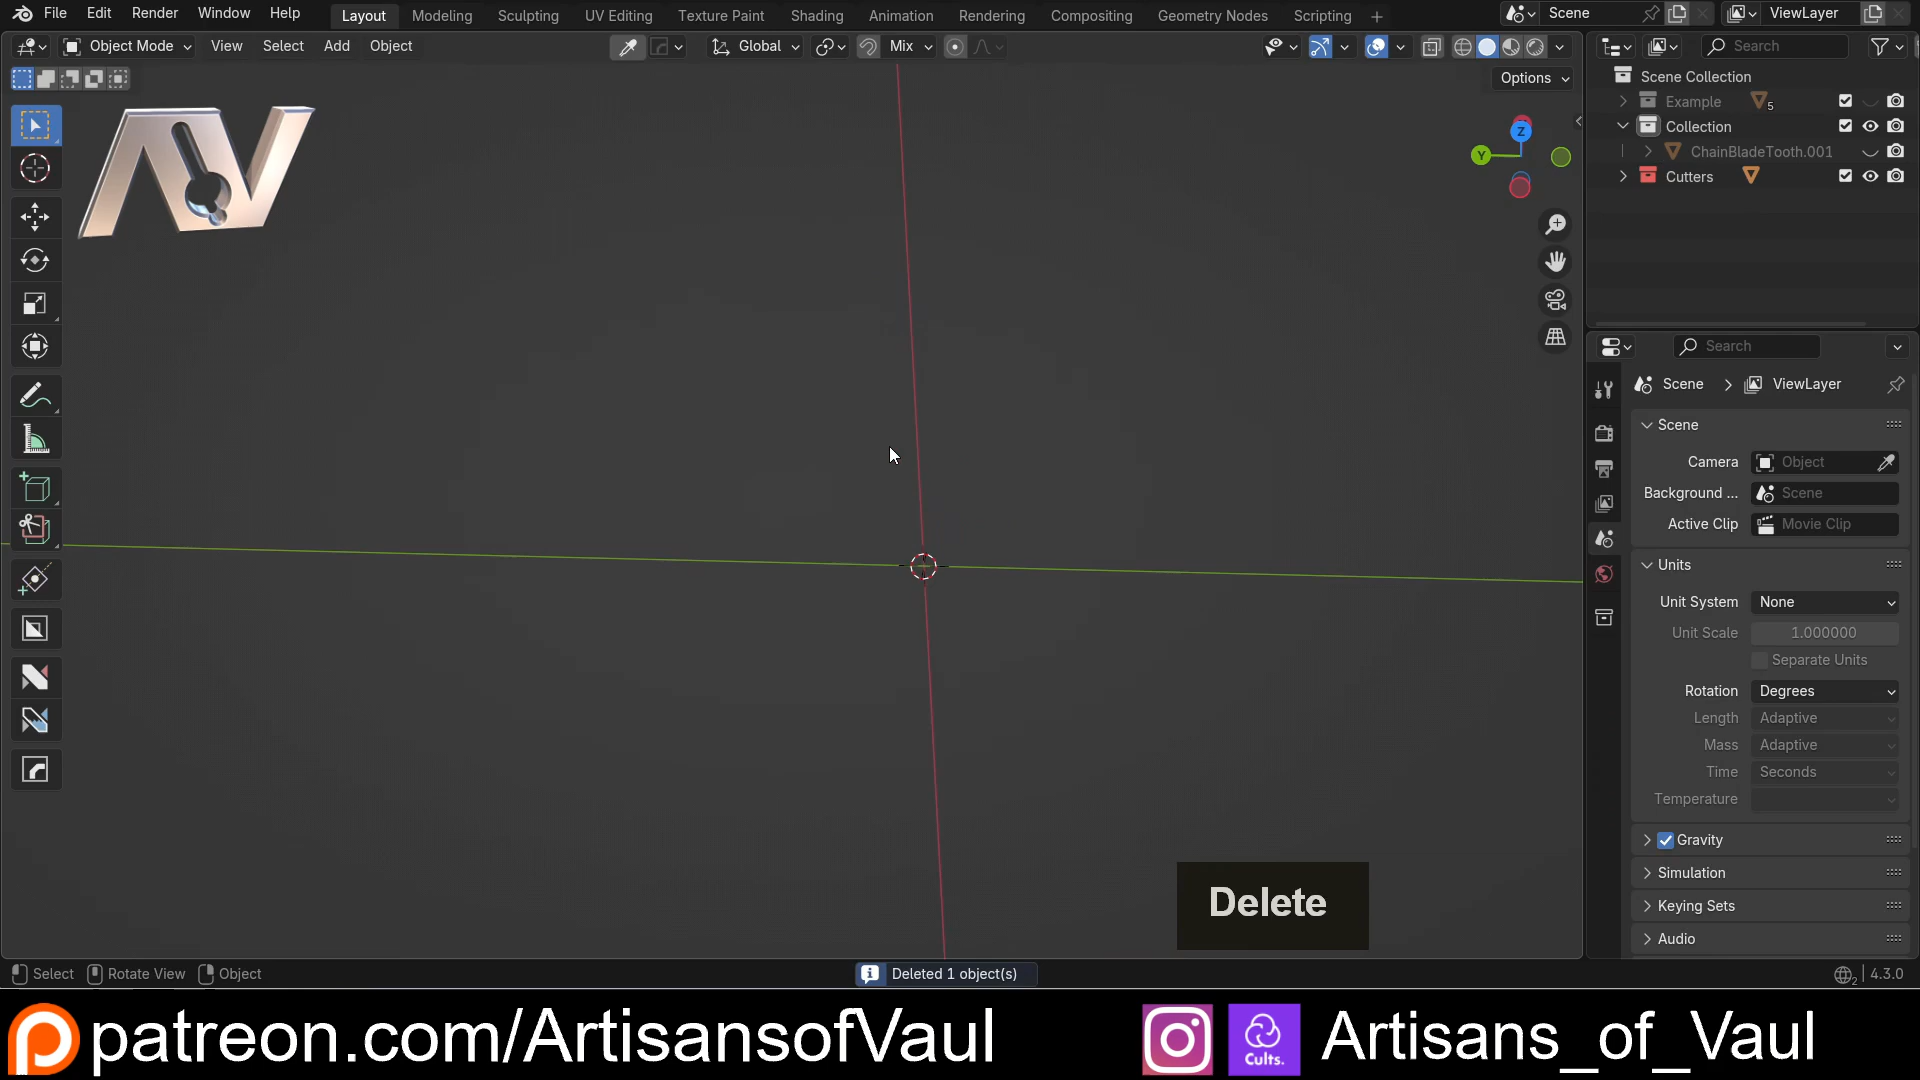 File Edit Render Window Help Layout Modeling Sculpting UV Editing Texture Paint Shading Animation Rendering Compositing Geometry Nodes Scripting + Scene ViewLayer
Object Mode View Select Add Object Global Mix Search
Options
AV
Scene Collection
Example 5
Collection
ChainBladeTooth.001
Cutters
Z
Y
Search
Scene > ViewLayer
Scene
Camera Object
Background ... Scene
Active Clip Movie Clip
Units
Unit System None
Unit Scale 1.000000
Separate Units
Rotation Degrees
Length Adaptive
Mass Adaptive
Time Seconds
Temperature
Gravity
Simulation
Keying Sets
Audio
Delete
Select Rotate View Object Deleted 1 object(s) 2 4.3.0
patreon.com/ArtisansofVaul Cults. Artisans_of_Vaul